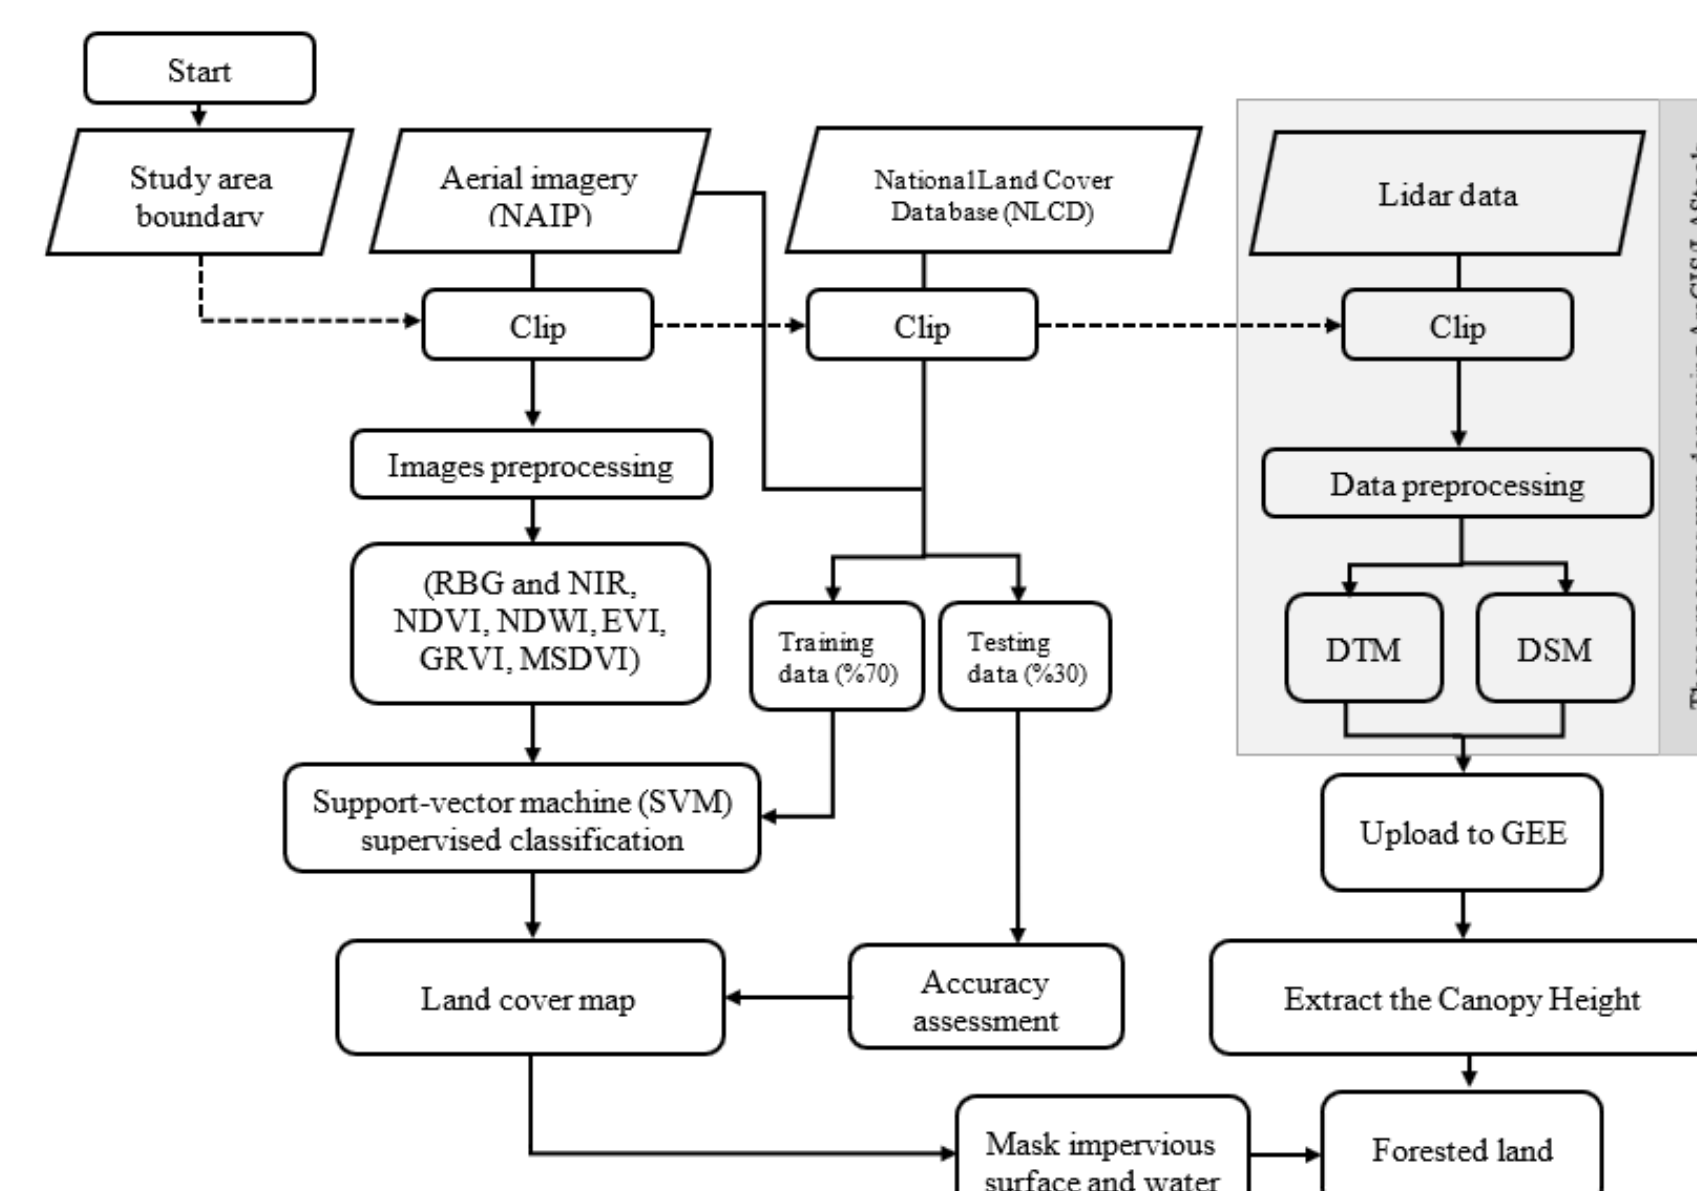 Start
Study area
boundary
Aerial imagery
(NAIP)
National Land Cover
Database (NLCD)
Lidar data
Clip
Clip
Clip
Images preprocessing
Data preprocessing
(RBG and NIR,
NDVI, NDWI, EVI,
GRVI, MSDVI)
Training
data (%70)
Testing
data (%30)
DTM
DSM
Support-vector machine (SVM)
supervised classification
Upload to GEE
Land cover map
Accuracy
assessment
Extract the Canopy Height
Mask impervious
surface and water
Forested land